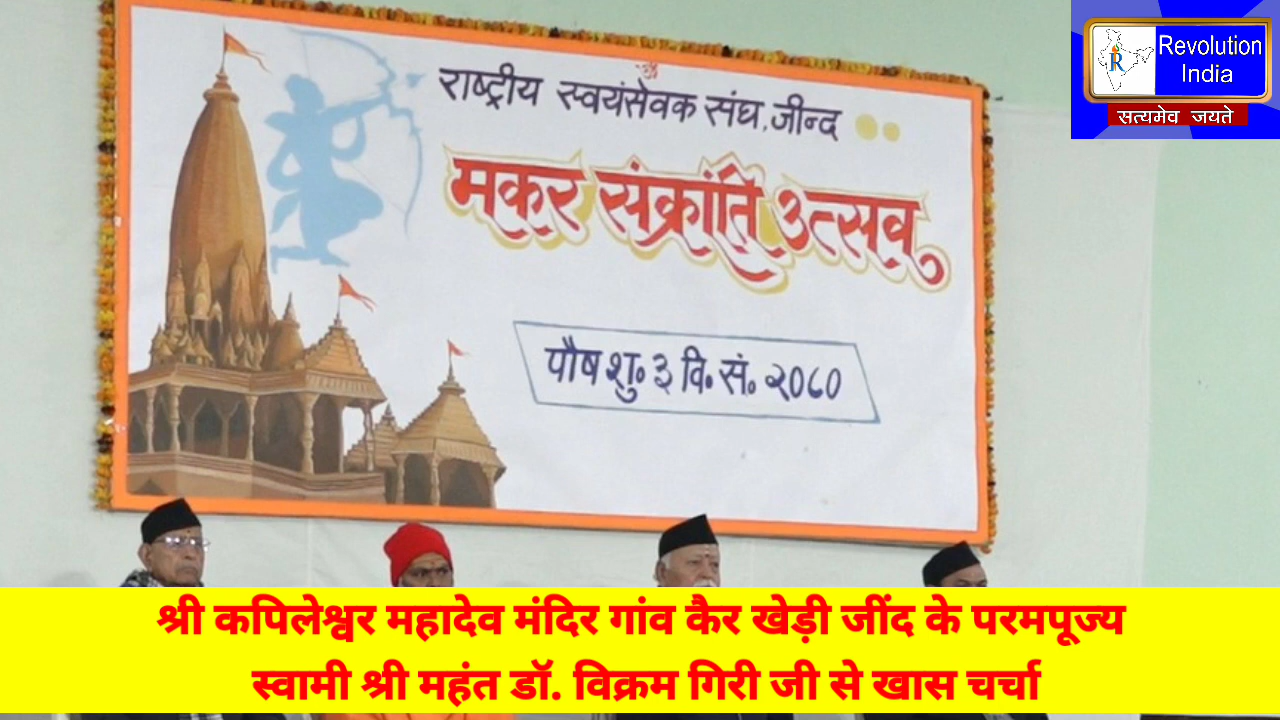 Revolution
India
सत्यमेव जयते
ॐ
राष्ट्रीय स्वयंसेवक संघ, जीन्द
मकर संक्रांति उत्सव
पौष शु॰ ३ वि॰ सं॰ २०८०
श्री कपिलेश्वर महादेव मंदिर गांव कैर खेड़ी जींद के परमपूज्य
स्वामी श्री महंत डॉ. विक्रम गिरी जी से खास चर्चा